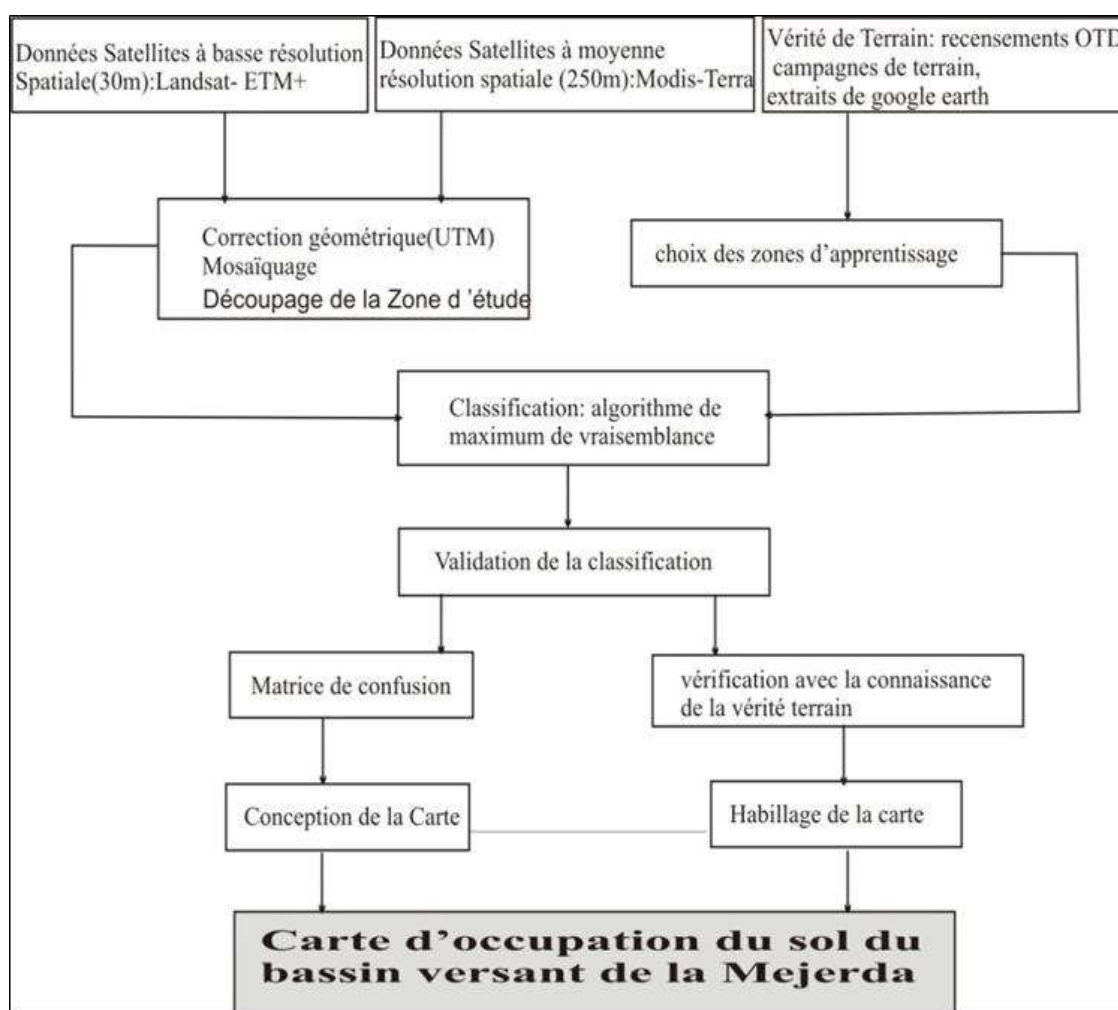 Données Satellites à basse résolution
Spatiale(30m):Landsat- ETM+
Données Satellites à moyenne
résolution spatiale (250m):Modis-Terra
Vérité de Terrain: recensements OTD
campagnes de terrain,
extraits de google earth
Correction géométrique(UTM)
Mosaïquage
Découpage de la Zone d ’étude
choix des zones d’apprentissage
Classification: algorithme de
maximum de vraisemblance
Validation de la classification
Matrice de confusion
vérification avec la connaissance
de la vérité terrain
Conception de la Carte
Habillage de la carte
Carte d’occupation du sol du
bassin versant de la Mejerda